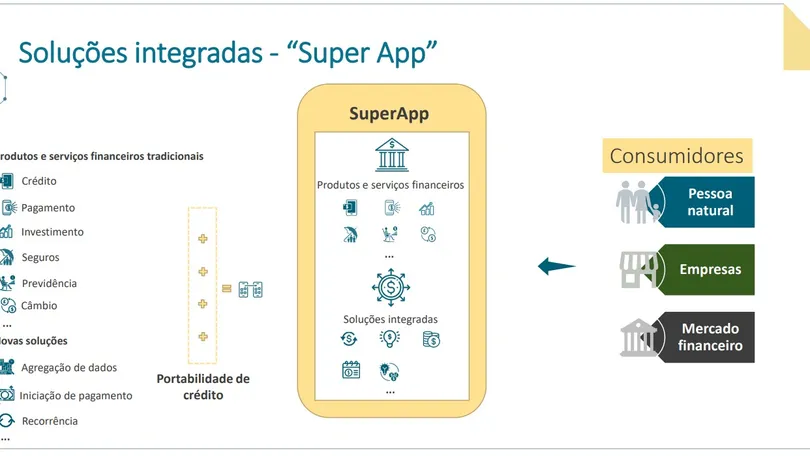 Soluções integradas - “Super App”
rodutos e serviços financeiros tradicionais
Crédito
Pagamento
Investimento
Seguros
Previdência
Câmbio
...
Novas soluções
Agregação de dados
Iniciação de pagamento
Recorrência
...
Portabilidade de
crédito
SuperApp
Produtos e serviços financeiros
...
Soluções integradas
...
Consumidores
Pessoa
natural
Empresas
Mercado
financeiro